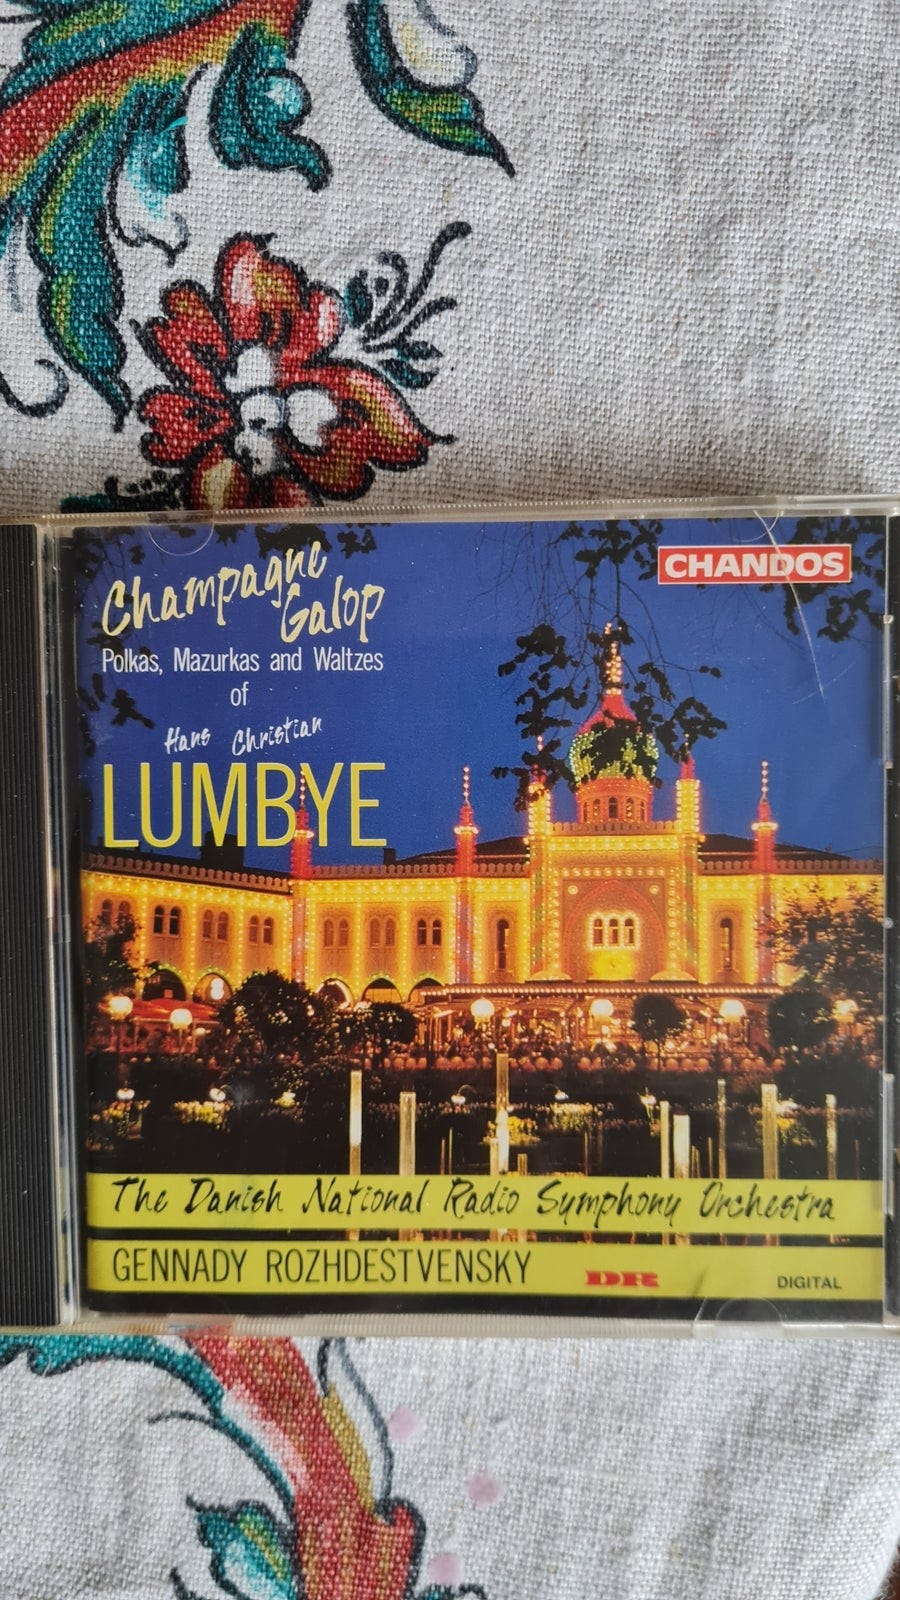 Champagne
Galop
CHANDOS
Polkas, Mazurkas and Waltzes
of
Hans Christian
LUMBYE
The Danish National Radio Symphony Orchestra
GENNADY ROZHDESTVENSKY
DR
DIGITAL